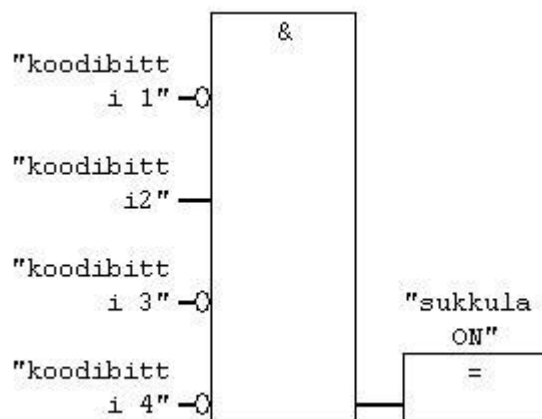 &
"koodibitt
i 1"
"koodibitt
i2"
"koodibitt
i 3"
"sukkula
ON"
"koodibitt
i 4"
=